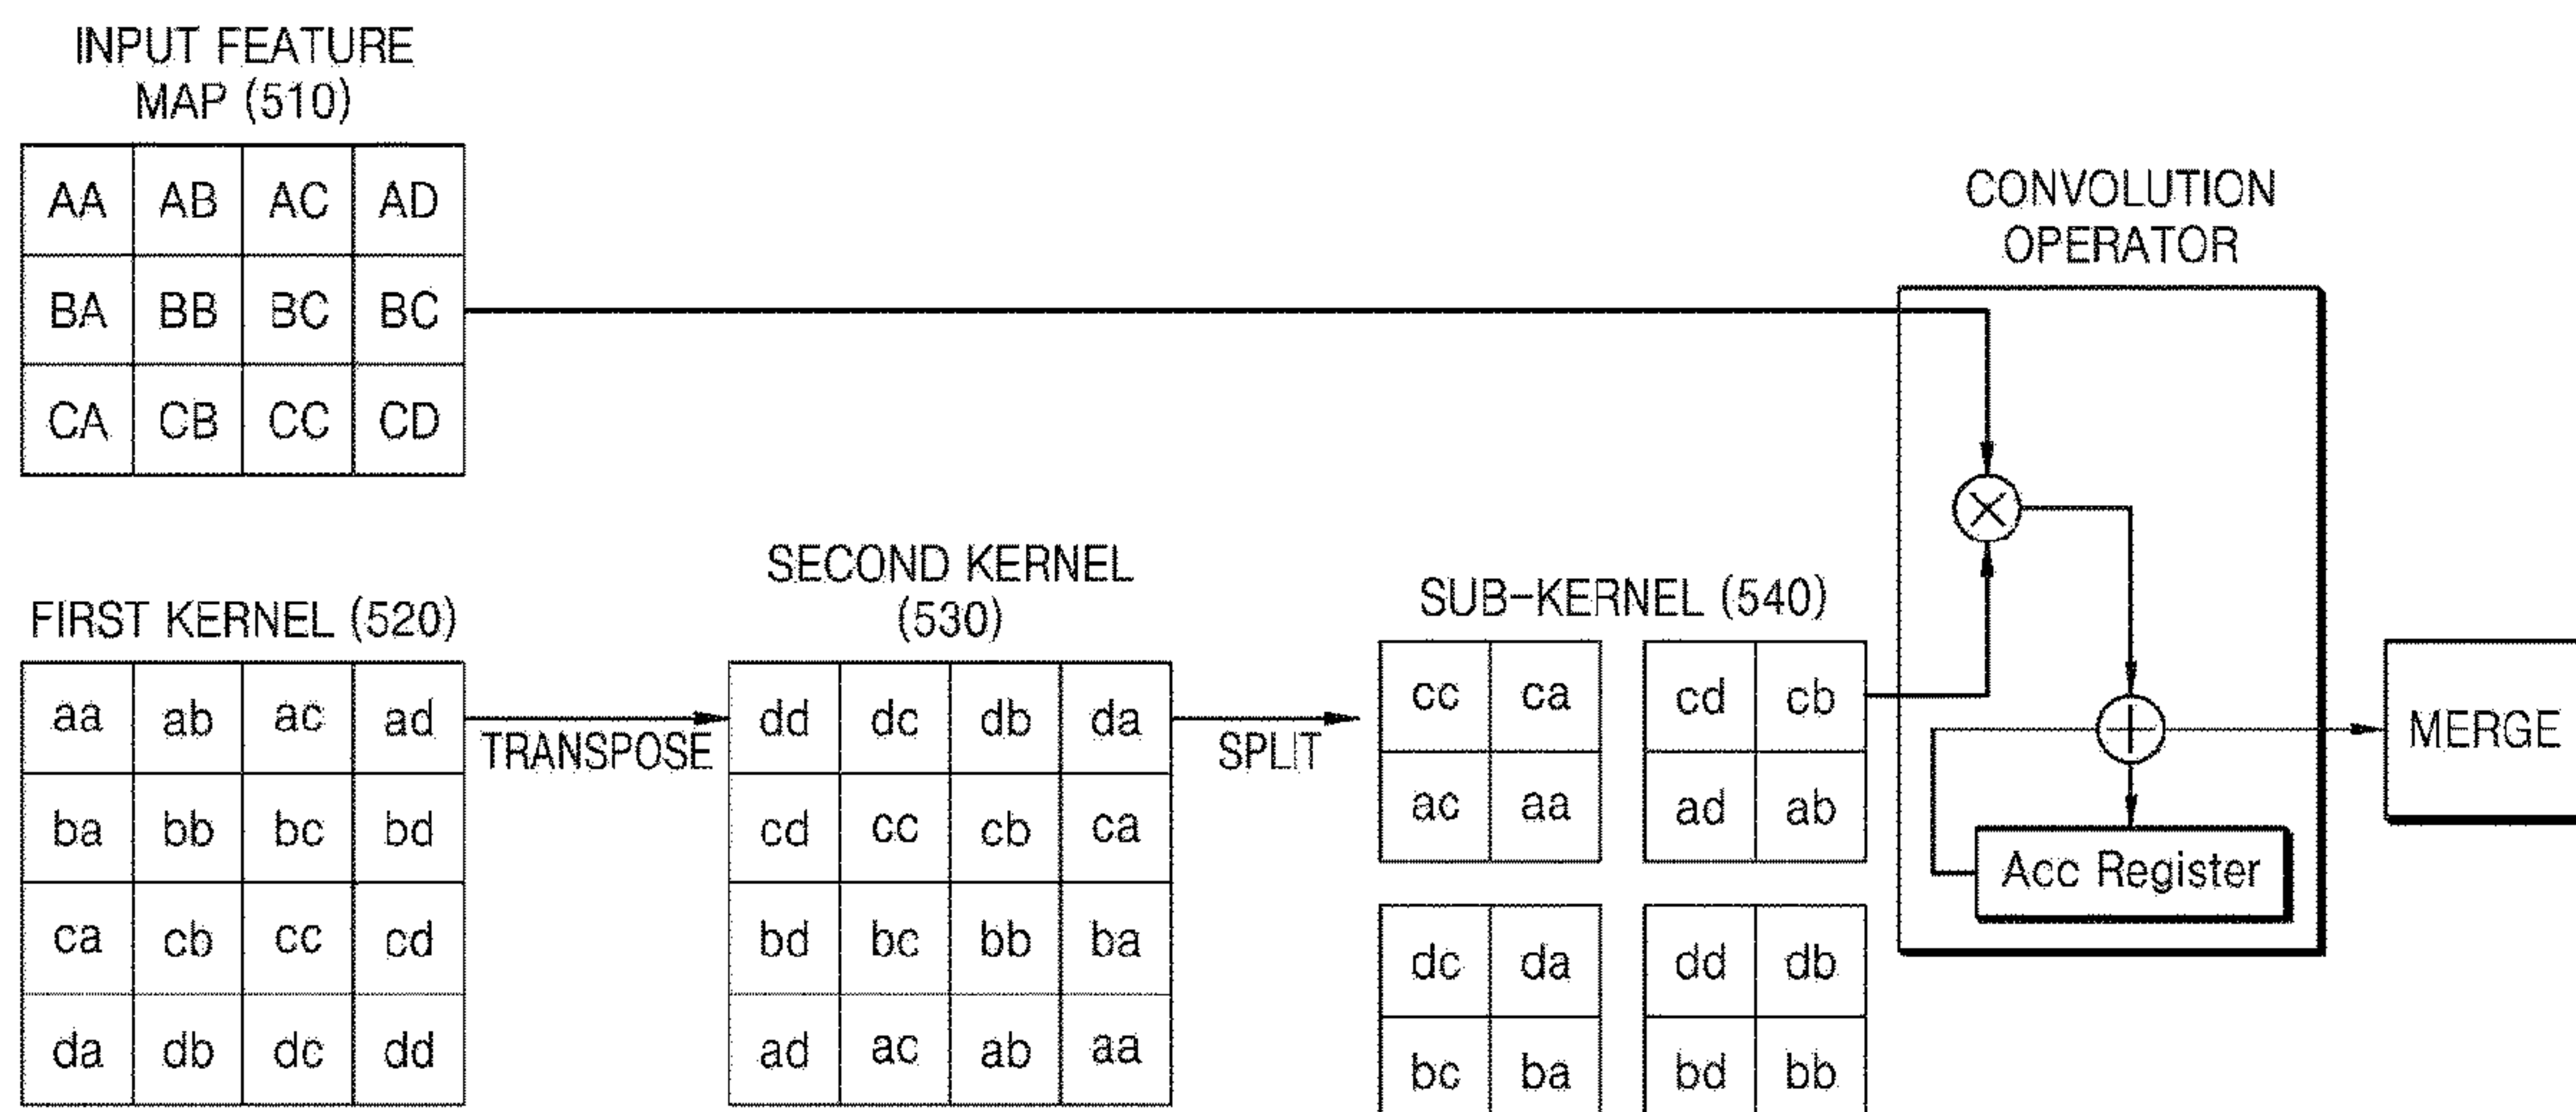 INPUT FEATURE
MAP (510)
AA AB AC AD
BA BB BC BC
CA CB CC CD
CONVOLUTION
OPERATOR
FIRST KERNEL (520)
aa ab ac ad
ba bb bc bd
ca cb cc cd
da db dc dd
TRANSPOSE
SECOND KERNEL
(530)
dd dc db da
cd cc cb ca
bd bc bb ba
ad ac ab aa
SPLIT
SUB-KERNEL (540)
cc ca cd cb
ac aa ad ab
dc da dd db
bc ba bd bb
Acc Register
MERGE